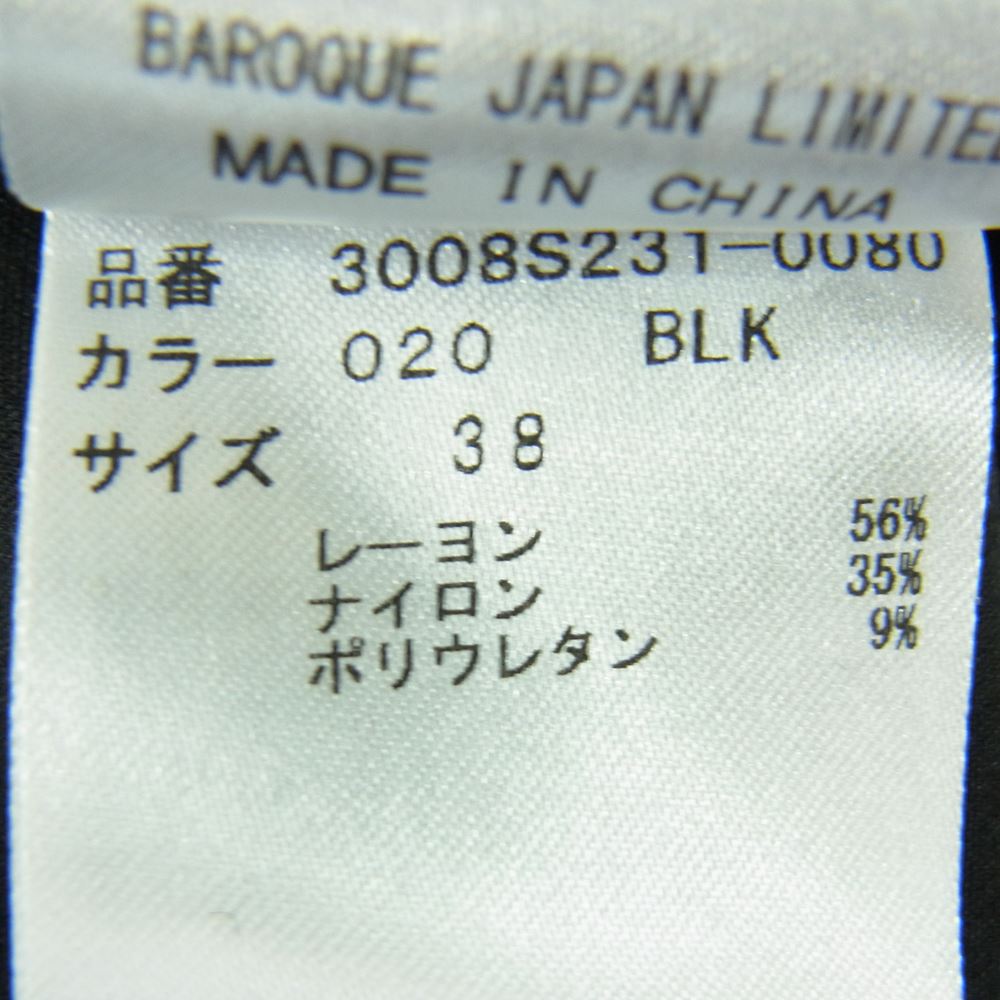 BAROQUE JAPAN LIMITED
MADE IN CHINA
品番 3008S231-0080
カラー 020 BLK
サイズ 38
レーヨン 56%
ナイロン 35%
ポリウレタン 9%